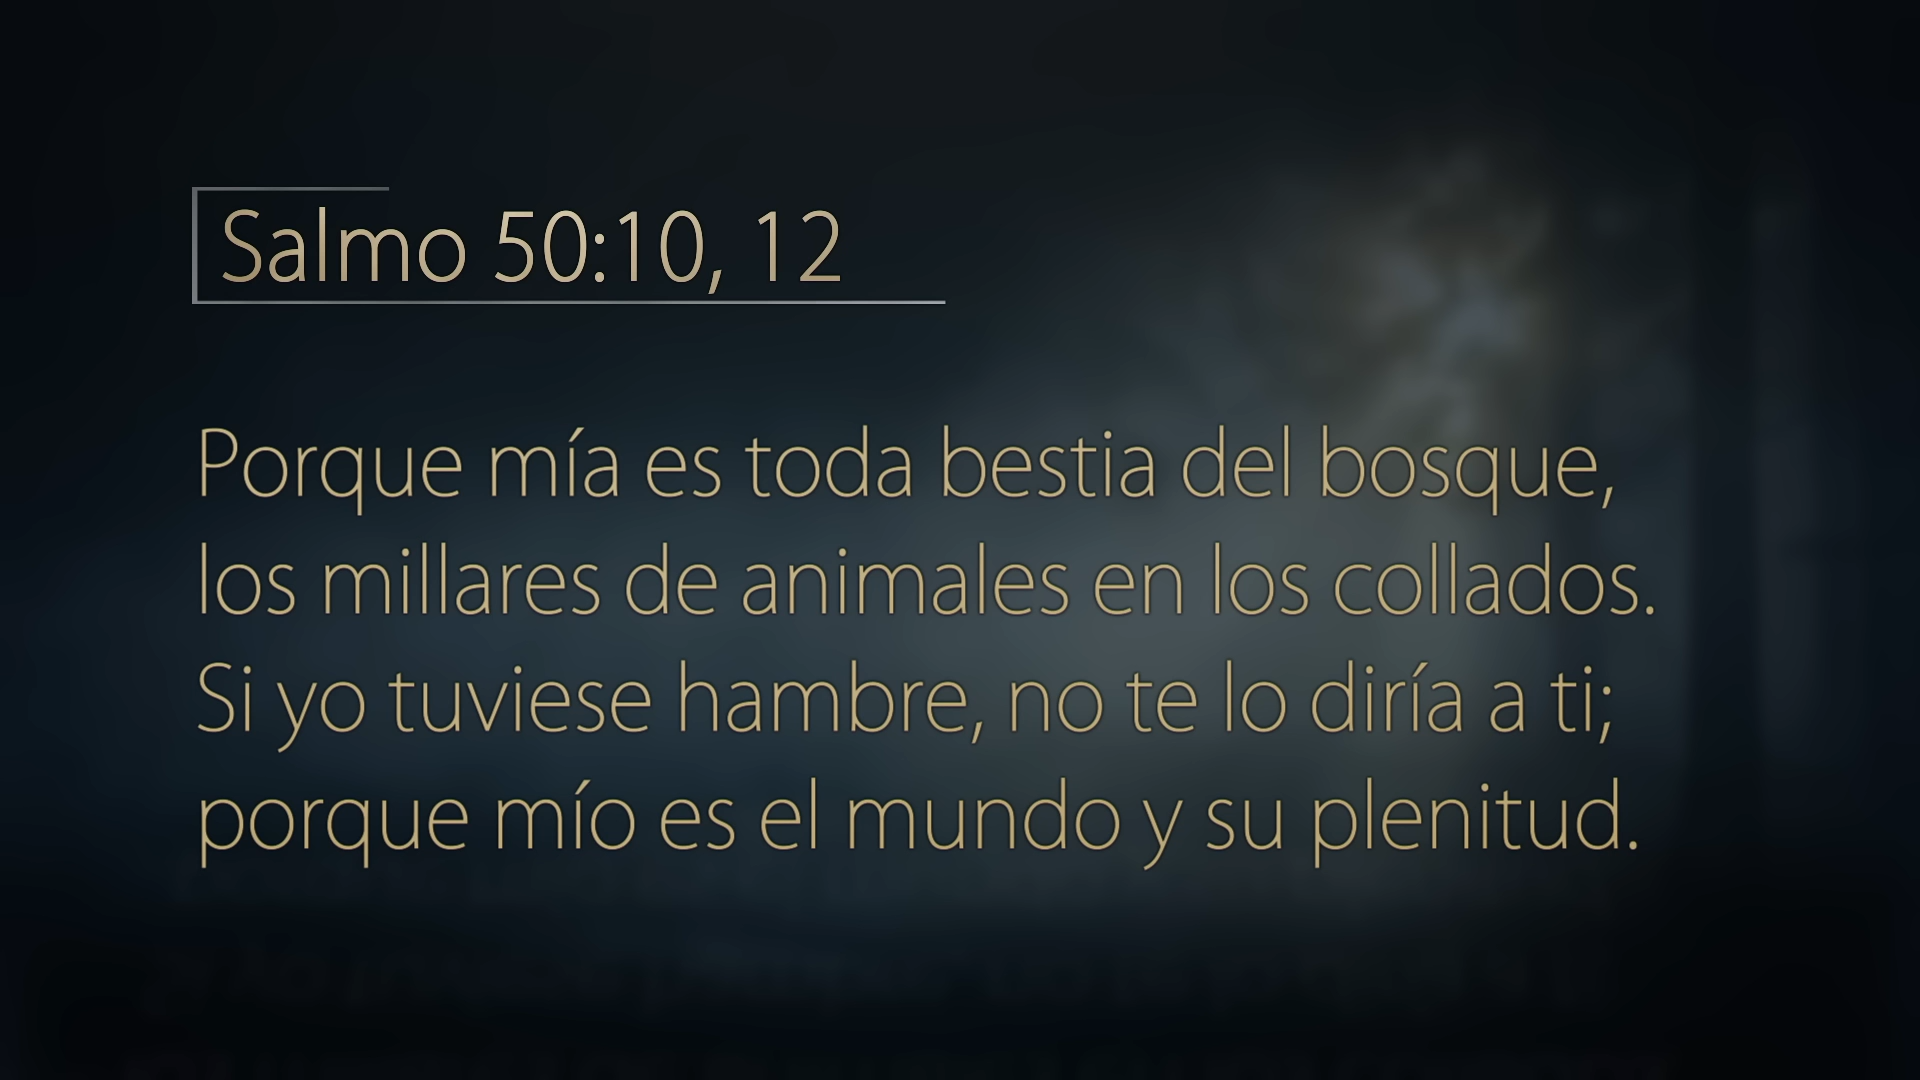 Salmo 50:10, 12
Porque mía es toda bestia del bosque,
los millares de animales en los collados.
Si yo tuviese hambre, no te lo diría a ti;
porque mío es el mundo y su plenitud.